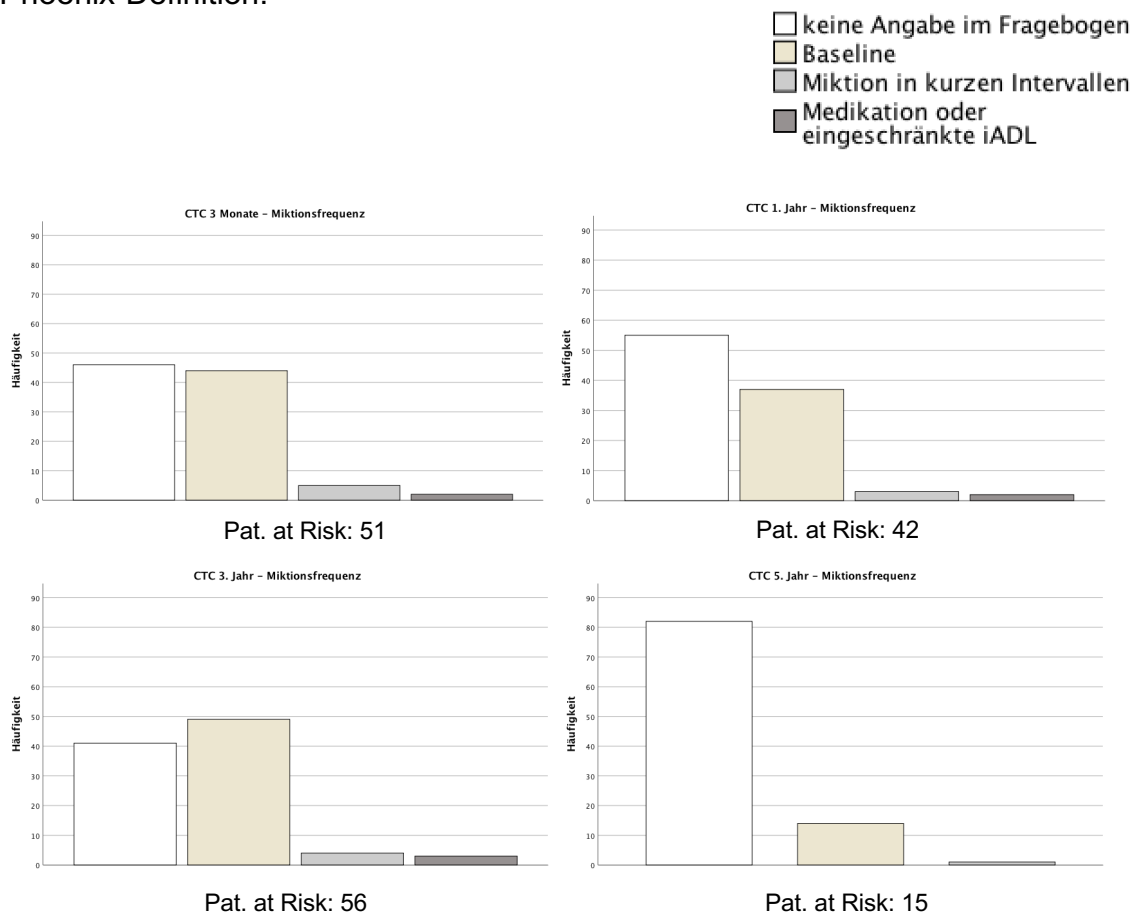 Phoenix-Definition.
keine Angabe im Fragebogen
Baseline
Miktion in kurzen Intervallen
Medikation oder
eingeschränkte iADL
CTC 3 Monate – Miktionsfrequenz
90
80
70
60
50
40
30
20
10
0
Häufigkeit
Pat. at Risk: 51
CTC 1. Jahr – Miktionsfrequenz
90
80
70
60
50
40
30
20
10
0
Häufigkeit
Pat. at Risk: 42
CTC 3. Jahr – Miktionsfrequenz
90
80
70
60
50
40
30
20
10
0
Häufigkeit
Pat. at Risk: 56
CTC 5. Jahr – Miktionsfrequenz
90
80
70
60
50
40
30
20
10
0
Häufigkeit
Pat. at Risk: 15